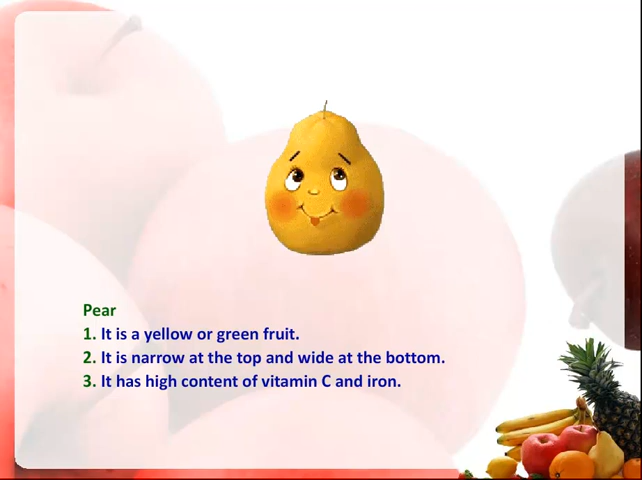 Pear
1. It is a yellow or green fruit.
2. It is narrow at the top and wide at the bottom.
3. It has high content of vitamin C and iron.